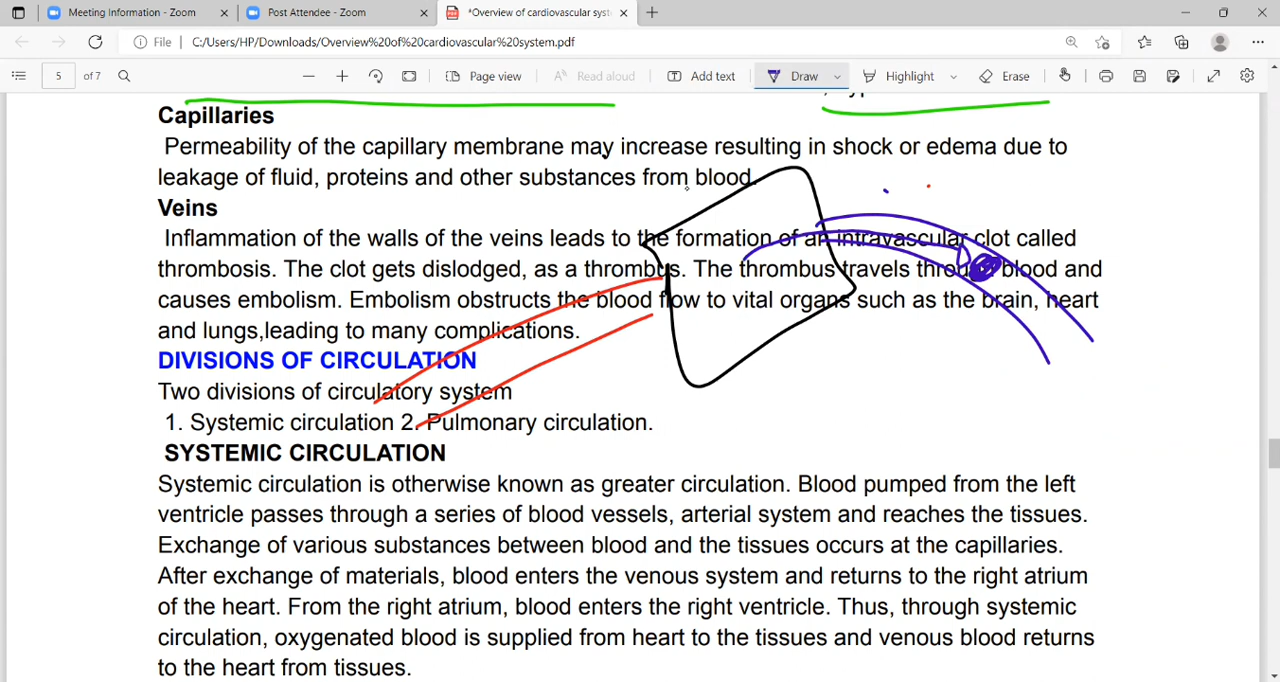 Meeting Information - Zoom
Post Attendee - Zoom
*Overview of cardiovascular syst
File
C:/Users/HP/Downloads/Overview%20of%20cardiovascular%20system.pdf
5 of 7
Page view
Read aloud
Add text
Draw
Highlight
Erase
Capillaries
Permeability of the capillary membrane may increase resulting in shock or edema due to
leakage of fluid, proteins and other substances from blood.
Veins
Inflammation of the walls of the veins leads to the formation of an intravascular clot called
thrombosis. The clot gets dislodged, as a thrombus. The thrombus travels through blood and
causes embolism. Embolism obstructs the blood flow to vital organs such as the brain, heart
and lungs,leading to many complications.
DIVISIONS OF CIRCULATION
Two divisions of circulatory system
1. Systemic circulation 2. Pulmonary circulation.
SYSTEMIC CIRCULATION
Systemic circulation is otherwise known as greater circulation. Blood pumped from the left
ventricle passes through a series of blood vessels, arterial system and reaches the tissues.
Exchange of various substances between blood and the tissues occurs at the capillaries.
After exchange of materials, blood enters the venous system and returns to the right atrium
of the heart. From the right atrium, blood enters the right ventricle. Thus, through systemic
circulation, oxygenated blood is supplied from heart to the tissues and venous blood returns
to the heart from tissues.